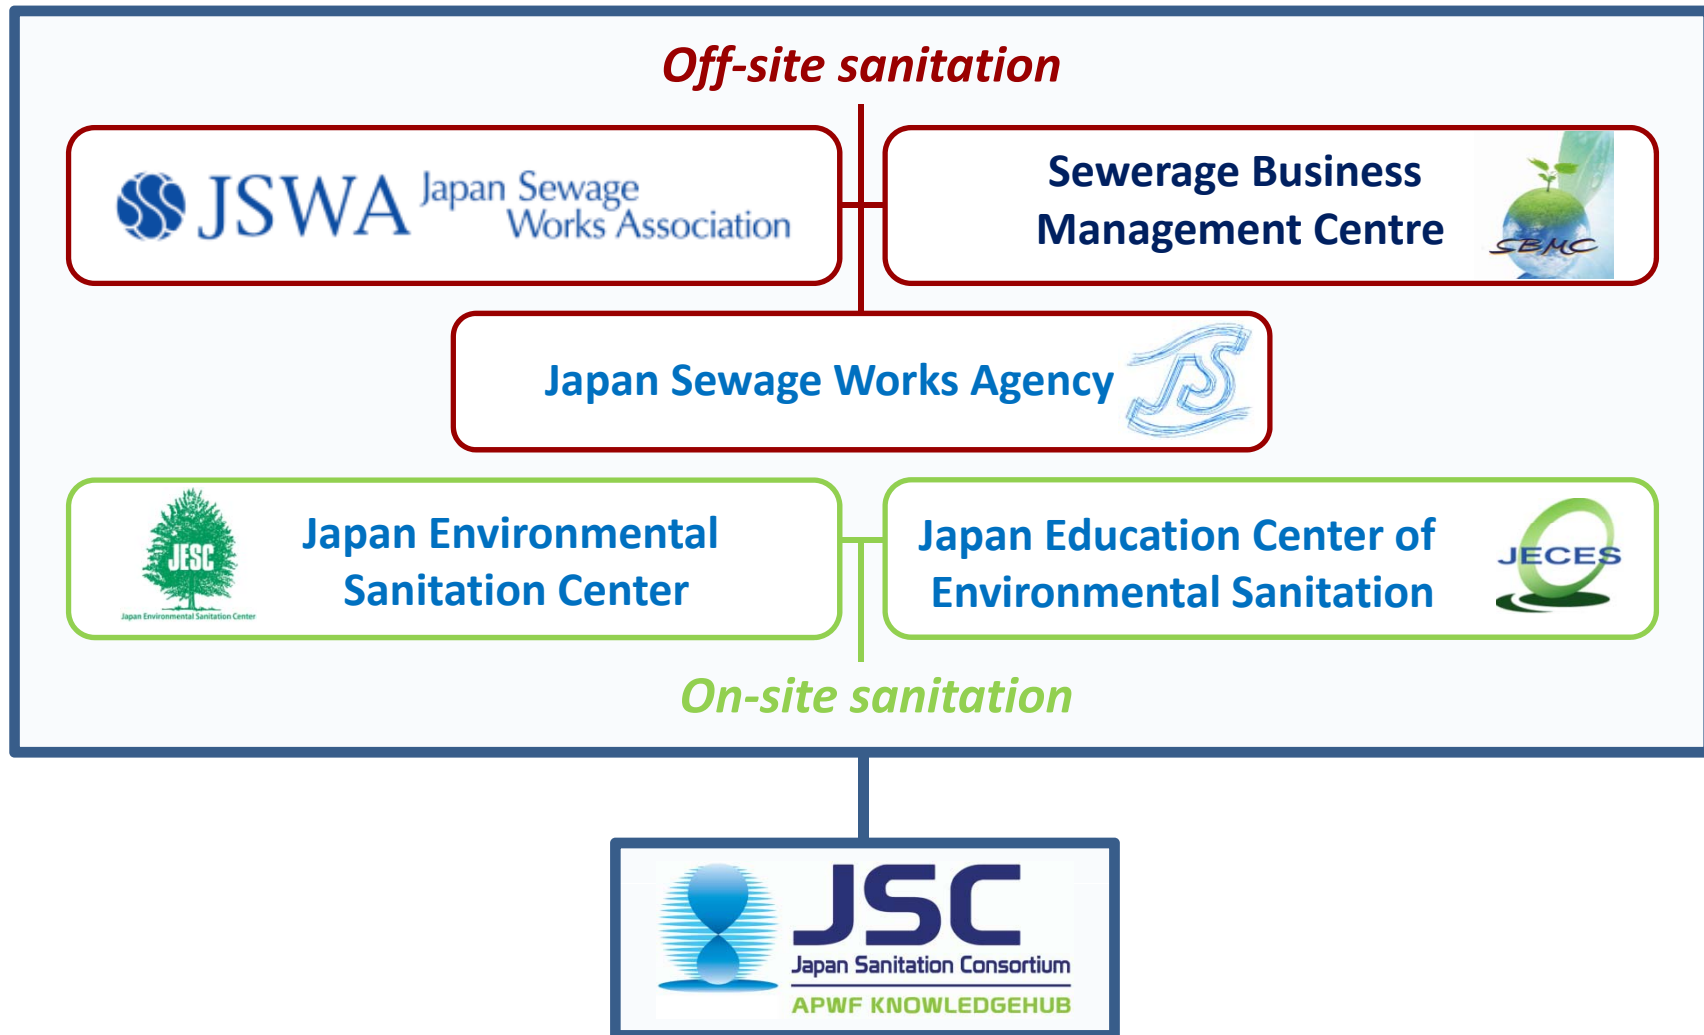 Off-site sanitation
JSWA Japan Sewage
Works Association
Sewerage Business
Management Centre
SBMC
Japan Sewage Works Agency
JS
JESC
Japan Environmental Sanitation Center
Japan Environmental
Sanitation Center
Japan Education Center of
Environmental Sanitation
JECES
On-site sanitation
JSC
Japan Sanitation Consortium
APWF KNOWLEDGEHUB